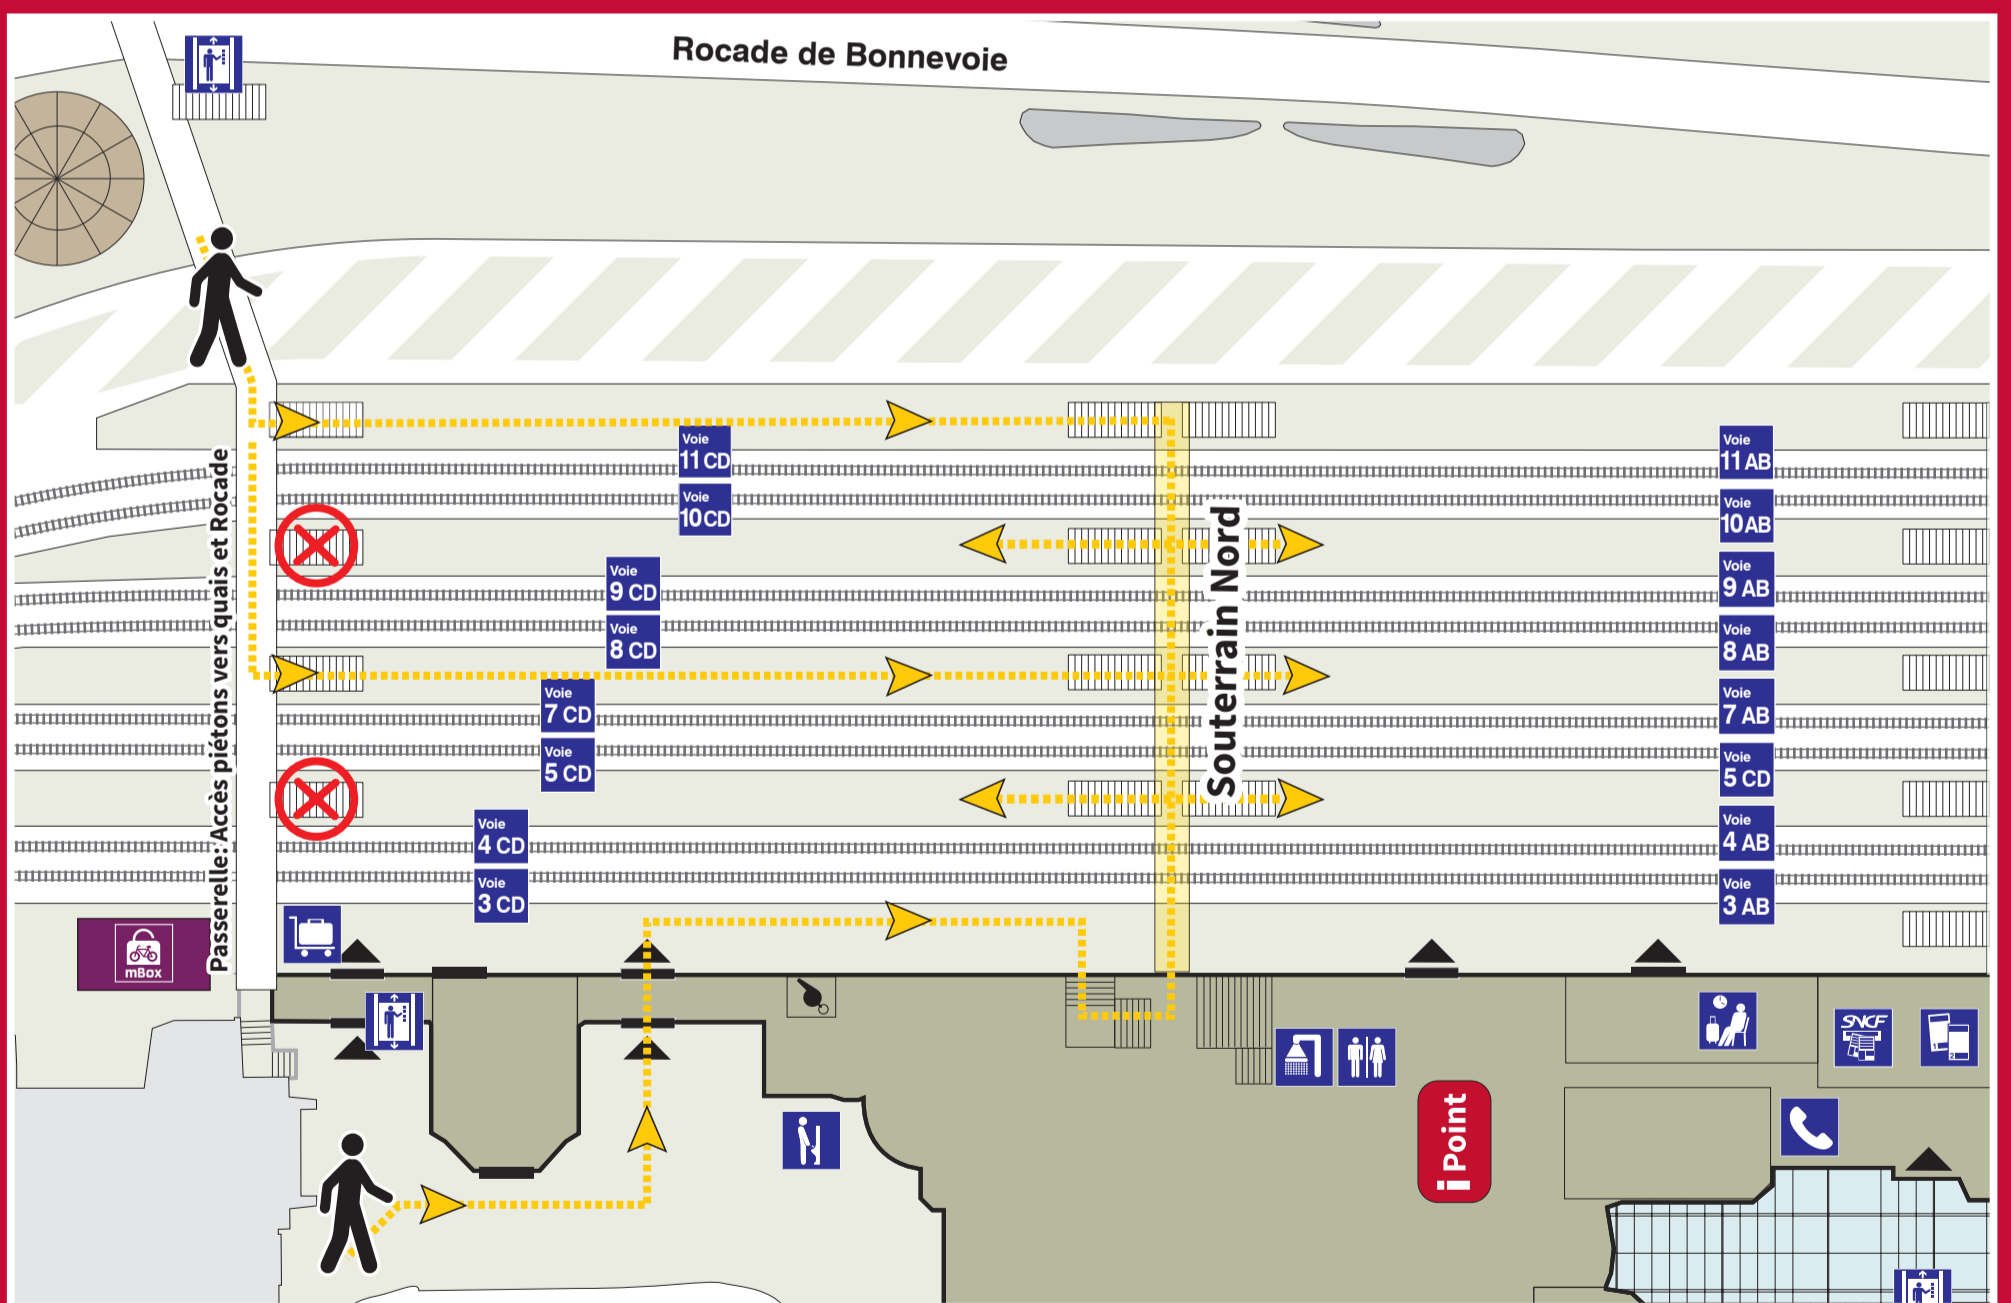 Rocade de Bonnevoie
Passerelle: Accès piétons vers quais et Rocade
Souterrain Nord
Voie
11 CD
Voie
10 CD
Voie
9 CD
Voie
8 CD
Voie
7 CD
Voie
5 CD
Voie
4 CD
Voie
3 CD
Voie
11 AB
Voie
10 AB
Voie
9 AB
Voie
8 AB
Voie
7 AB
Voie
5 CD
Voie
4 AB
Voie
3 AB
mBox
i Point
SNCF
1
2